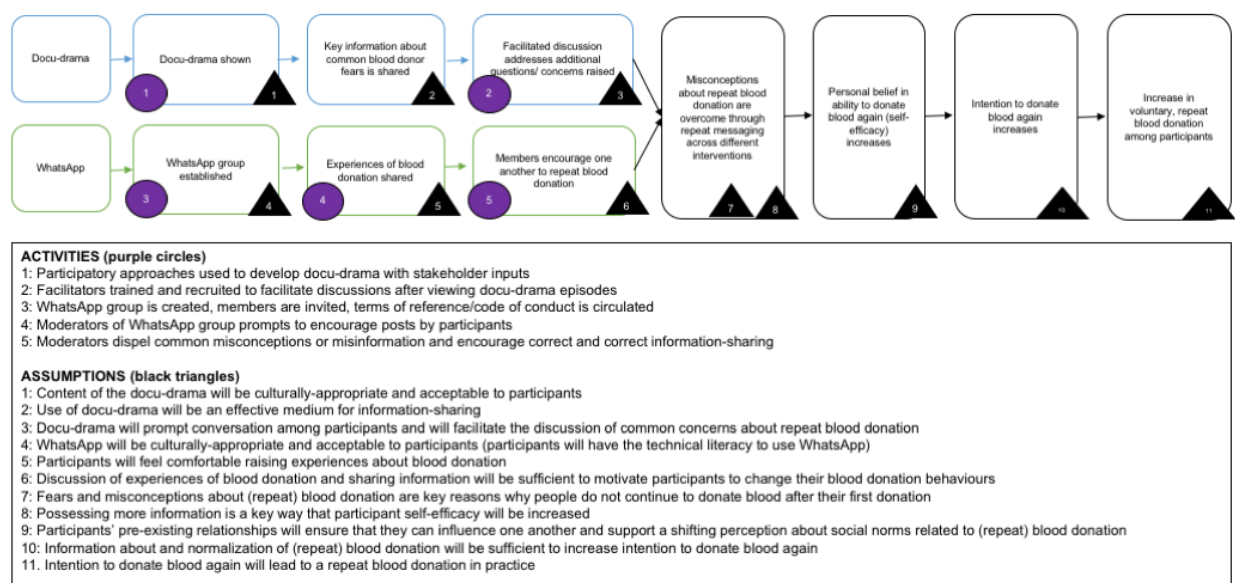 Docu-drama
Docu-drama shown
1
1
Key information about
common blood donor
fears is shared
2
Facilitated discussion
addresses additional
questions/ concerns raised
2
3
WhatsApp
WhatsApp group
established
3
4
Experiences of blood
donation shared
4
5
Members encourage one
another to repeat blood
donation
5
6
Misconceptions
about repeat blood
donation are
overcome through
repeat messaging
across different
interventions
7
8
Personal belief in
ability to donate
blood again (self-
efficacy)
increases
9
Intention to donate
blood again
increases
10
Increase in
voluntary, repeat
blood donation
among participants
11
ACTIVITIES (purple circles)
1: Participatory approaches used to develop docu-drama with stakeholder inputs
2: Facilitators trained and recruited to facilitate discussions after viewing docu-drama episodes
3: WhatsApp group is created, members are invited, terms of reference/code of conduct is circulated
4: Moderators of WhatsApp group prompts to encourage posts by participants
5: Moderators dispel common misconceptions or misinformation and encourage correct and correct information-sharing
ASSUMPTIONS (black triangles)
1: Content of the docu-drama will be culturally-appropriate and acceptable to participants
2: Use of docu-drama will be an effective medium for information-sharing
3: Docu-drama will prompt conversation among participants and will facilitate the discussion of common concerns about repeat blood donation
4: WhatsApp will be culturally-appropriate and acceptable to participants (participants will have the technical literacy to use WhatsApp)
5: Participants will feel comfortable raising experiences about blood donation
6: Discussion of experiences of blood donation and sharing information will be sufficient to motivate participants to change their blood donation behaviours
7: Fears and misconceptions about (repeat) blood donation are key reasons why people do not continue to donate blood after their first donation
8: Possessing more information is a key way that participant self-efficacy will be increased
9: Participants' pre-existing relationships will ensure that they can influence one another and support a shifting perception about social norms related to (repeat) blood donation
10: Information about and normalization of (repeat) blood donation will be sufficient to increase intention to donate blood again
11. Intention to donate blood again will lead to a repeat blood donation in practice